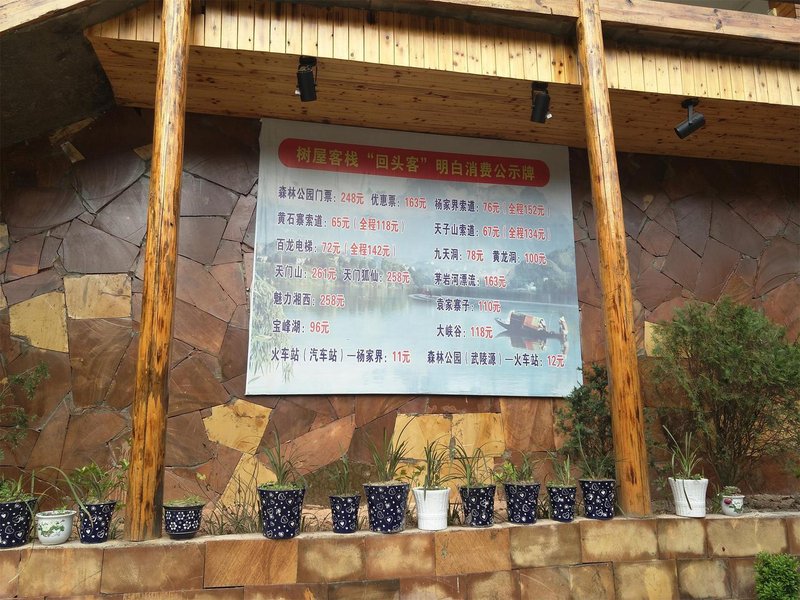 树屋客栈“回头客”明白消费公示牌
森林公园门票：248元 优惠票：163元 杨家界索道：76元（全程152元）
黄石寨索道：65元（全程118元） 天子山索道：67元（全程134元）
百龙电梯：72元（全程142元） 九天洞：78元 黄龙洞：100元
天门山：261元 天门狐仙：258元 茅岩河漂流：163元
魅力湘西：258元 袁家寨子：110元
宝峰湖：96元 大峡谷：118元
火车站（汽车站）—杨家界：11元 森林公园（武陵源）—火车站：12元